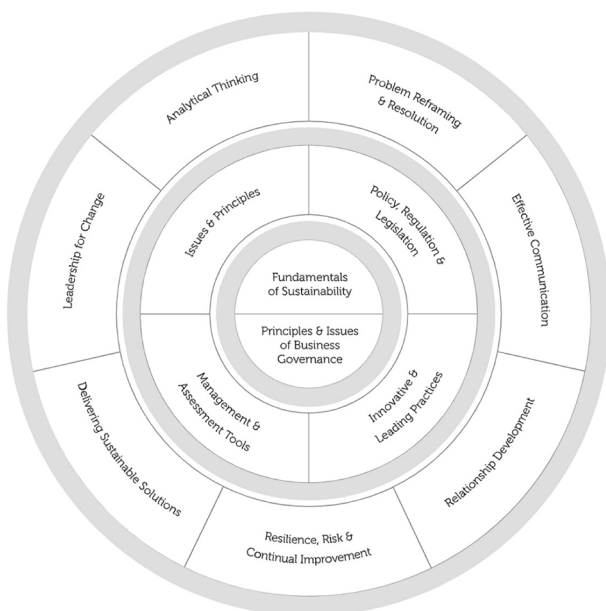 Analytical Thinking
Problem Reframing
& Resolution
Leadership for Change
Effective Communication
Issues & Principles
Policy, Regulation &
Legislation
Fundamentals
of Sustainability
Principles & Issues
of Business
Governance
Management &
Assessment Tools
Innovative &
Leading Practices
Delivering Sustainable Solutions
Relationship Development
Resilience, Risk &
Continual Improvement